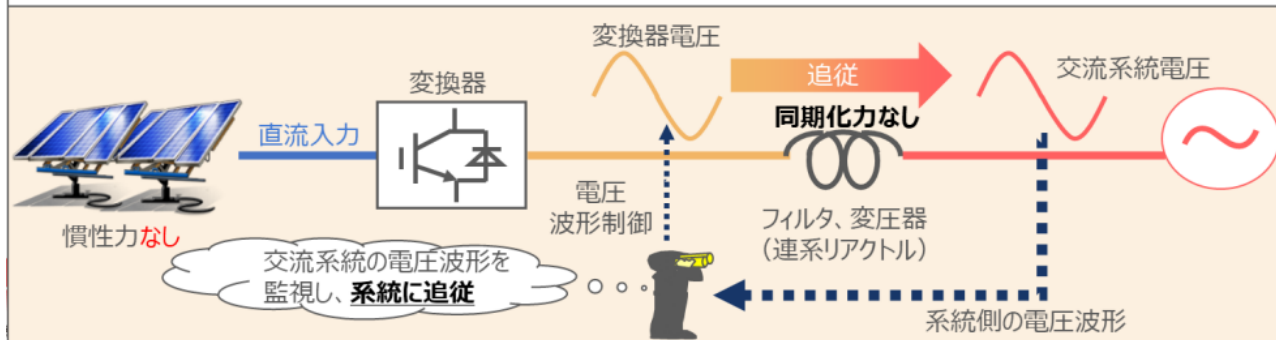 変換器電圧
追従
交流系統電圧
変換器
同期化力なし
直流入力
電圧
波形制御
フィルタ、変圧器
(連系リアクトル)
慣性力なし
交流系統の電圧波形を
監視し、系統に追従
系統側の電圧波形